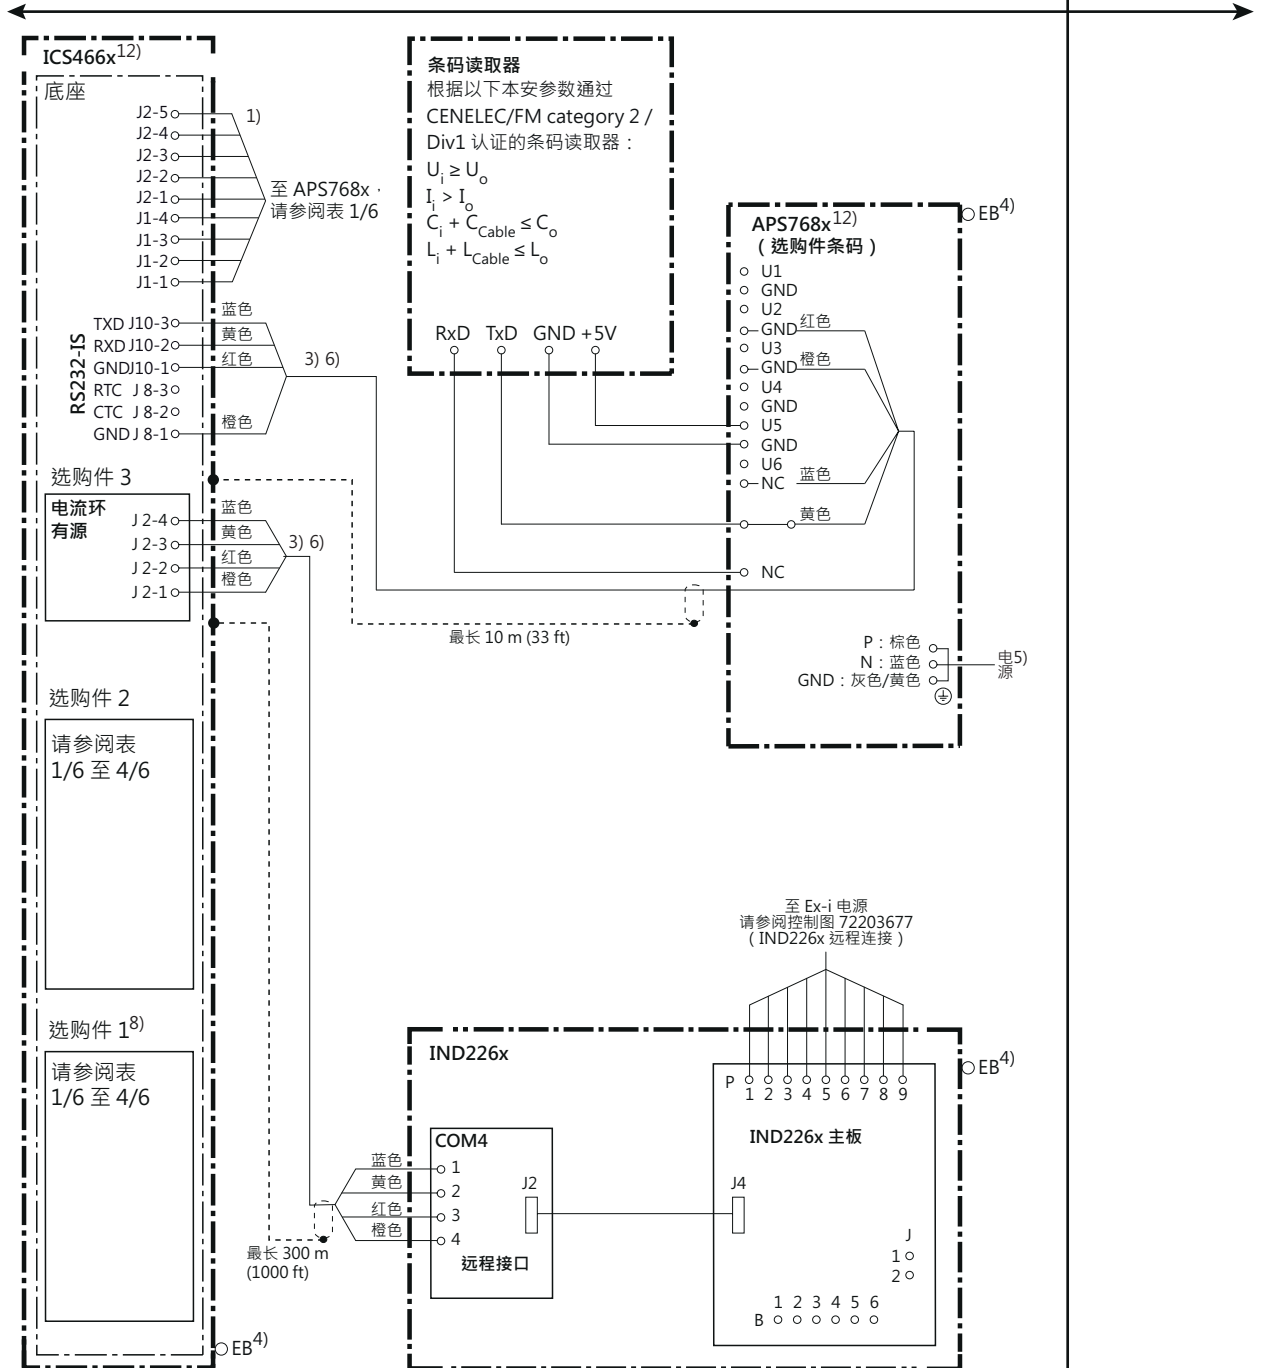 ICS466x12)
底座
J2-5
J2-4
J2-3
J2-2
J2-1
J1-4
J1-3
J1-2
J1-1
1)
至 APS768x，
请参阅表 1/6
RS232-IS
TXD J10-3
RXD J10-2
GNDJ10-1
RTC J 8-3
CTC J 8-2
GND J 8-1
蓝色
黄色
红色
橙色
3) 6)
选购件 3
电流环
有源
J 2-4
J 2-3
J 2-2
J 2-1
蓝色
黄色
红色
橙色
3) 6)
选购件 2
请参阅表
1/6 至 4/6
选购件 18)
请参阅表
1/6 至 4/6
EB4)
条码读取器
根据以下本安参数通过
CENELEC/FM category 2 /
Div1 认证的条码读取器：
Ui ≥ Uo
Ii > Io
Ci + CCable ≤ Co
Li + LCable ≤ Lo
RxD TxD GND +5V
最长 10 m (33 ft)
APS768x12)
（选购件条码）
EB4)
U1
GND
U2
GND 红色
U3
GND 橙色
U4
GND
U5
GND
U6
NC 蓝色
黄色
NC
P：棕色
N：蓝色
GND：灰色/黄色
电5)
源
至 Ex-i 电源
请参阅控制图 72203677
（IND226x 远程连接）
IND226x
EB4)
P
1 2 3 4 5 6 7 8 9
IND226x 主板
COM4
蓝色 1
黄色 2
红色 3
橙色 4
J2
J4
远程接口
最长 300 m
(1000 ft)
J
1
2
1 2 3 4 5 6
B